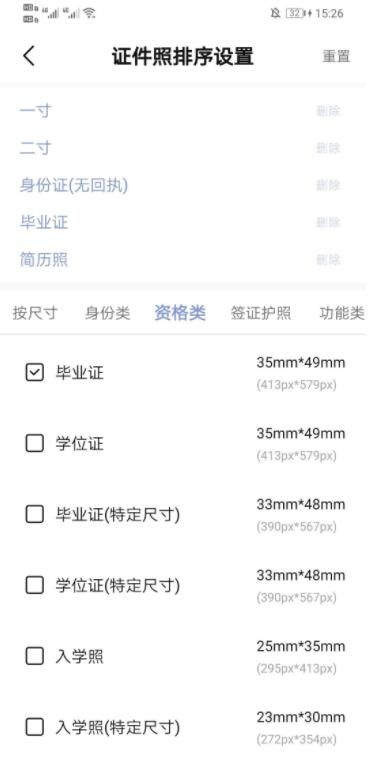 32 15:26
证件照排序设置 重置
一寸 删除
二寸 删除
身份证(无回执) 删除
毕业证 删除
简历照 删除
按尺寸 身份类 资格类 签证护照 功能类
毕业证 35mm*49mm
(413px*579px)
学位证 35mm*49mm
(413px*579px)
毕业证(特定尺寸) 33mm*48mm
(390px*567px)
学位证(特定尺寸) 33mm*48mm
(390px*567px)
入学照 25mm*35mm
(295px*413px)
入学照(特定尺寸) 23mm*30mm
(272px*354px)